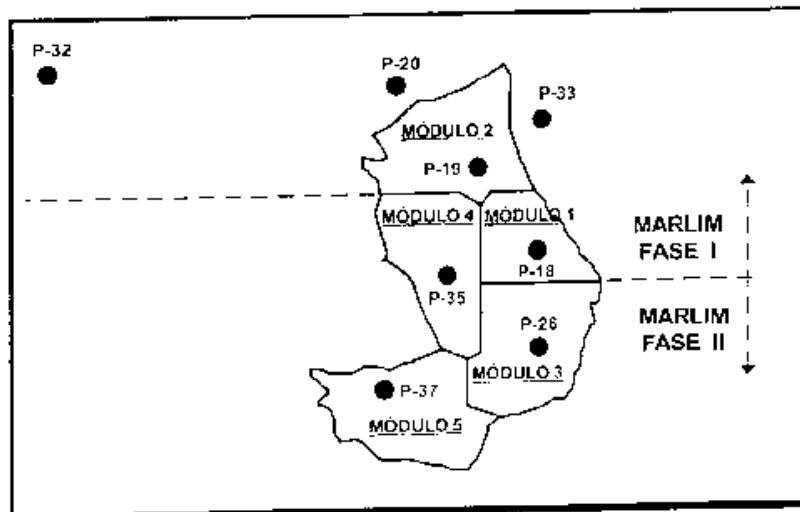 P-32
P-20
P-33
MÓDULO 2
P-19
MÓDULO 4
MÓDULO 1
MARLIM
FASE I
P-18
P-35
MARLIM
FASE II
P-26
MÓDULO 3
P-37
MÓDULO 5